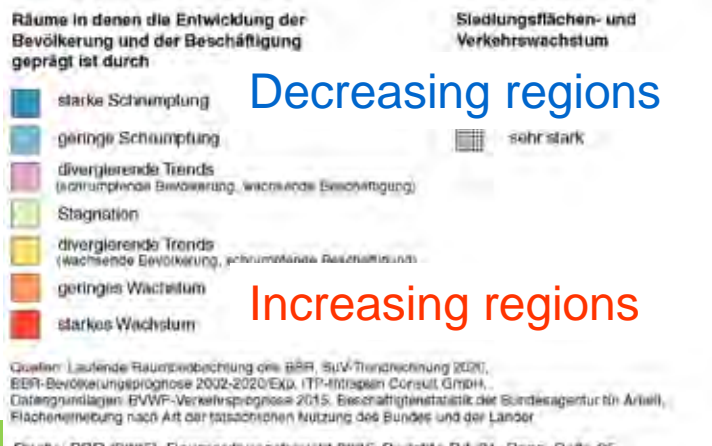 Räume in denen die Entwicklung der
Bevölkerung und der Beschäftigung
geprägt ist durch
Siedlungsflächen- und
Verkehrswachstum
starke Schrumpfung
Decreasing regions
geringe Schrumpfung
sehr stark
divergierende Trends
(schrumpfende Bevölkerung, wachsende Beschäftigung)
Stagnation
divergierende Trends
(wachsende Bevölkerung, schrumpfende Beschäftigung)
geringes Wachstum
Increasing regions
starkes Wachstum
Quellen: Laufende Raumbeobachtung des BBR, SuV-Trendrechnung 2020,
BBR-Bevölkerungsprognose 2002-2020/Exp, ITP-Intraplan Consult GmbH,
Datengrundlagen: BVWP-Verkehrsprognose 2015, Beschäftigtenstatistik der Bundesagentur für Arbeit,
Flächenerhebung nach Art der tatsächlichen Nutzung des Bundes und der Länder